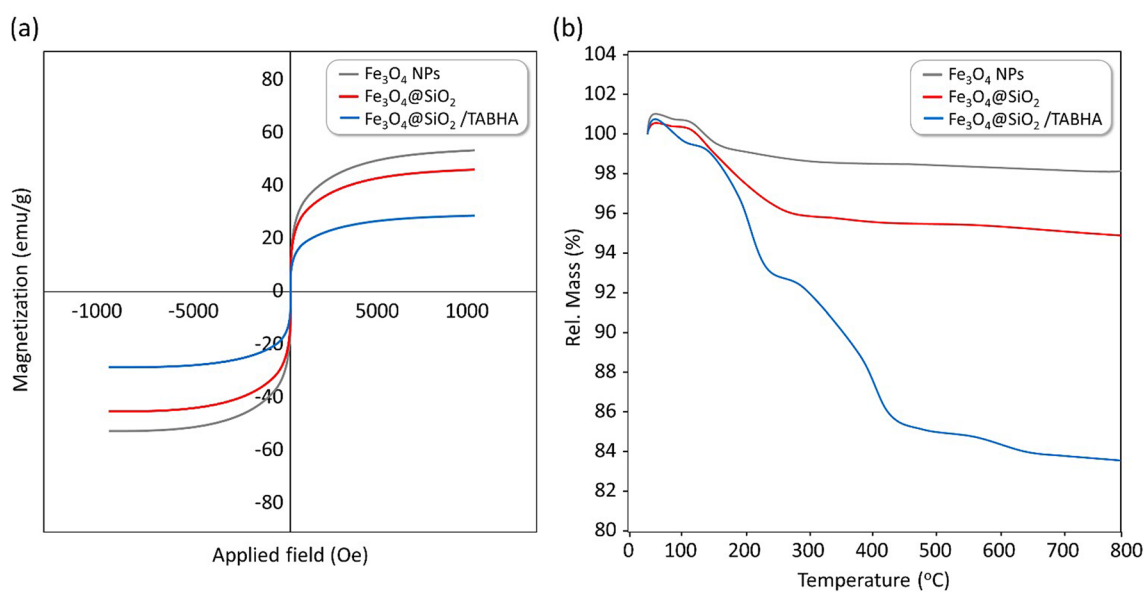 (a)
Magnetization (emu/g)
80
60
40
20
0
-20
-40
-60
-80
-1000
-5000
5000
1000
Applied field (Oe)
Fe₃O₄ NPs
Fe₃O₄@SiO₂
Fe₃O₄@SiO₂ /TABHA
(b)
Rel. Mass (%)
104
102
100
98
96
94
92
90
88
86
84
82
80
0
100
200
300
400
500
600
700
800
Temperature (°C)
Fe₃O₄ NPs
Fe₃O₄@SiO₂
Fe₃O₄@SiO₂ /TABHA